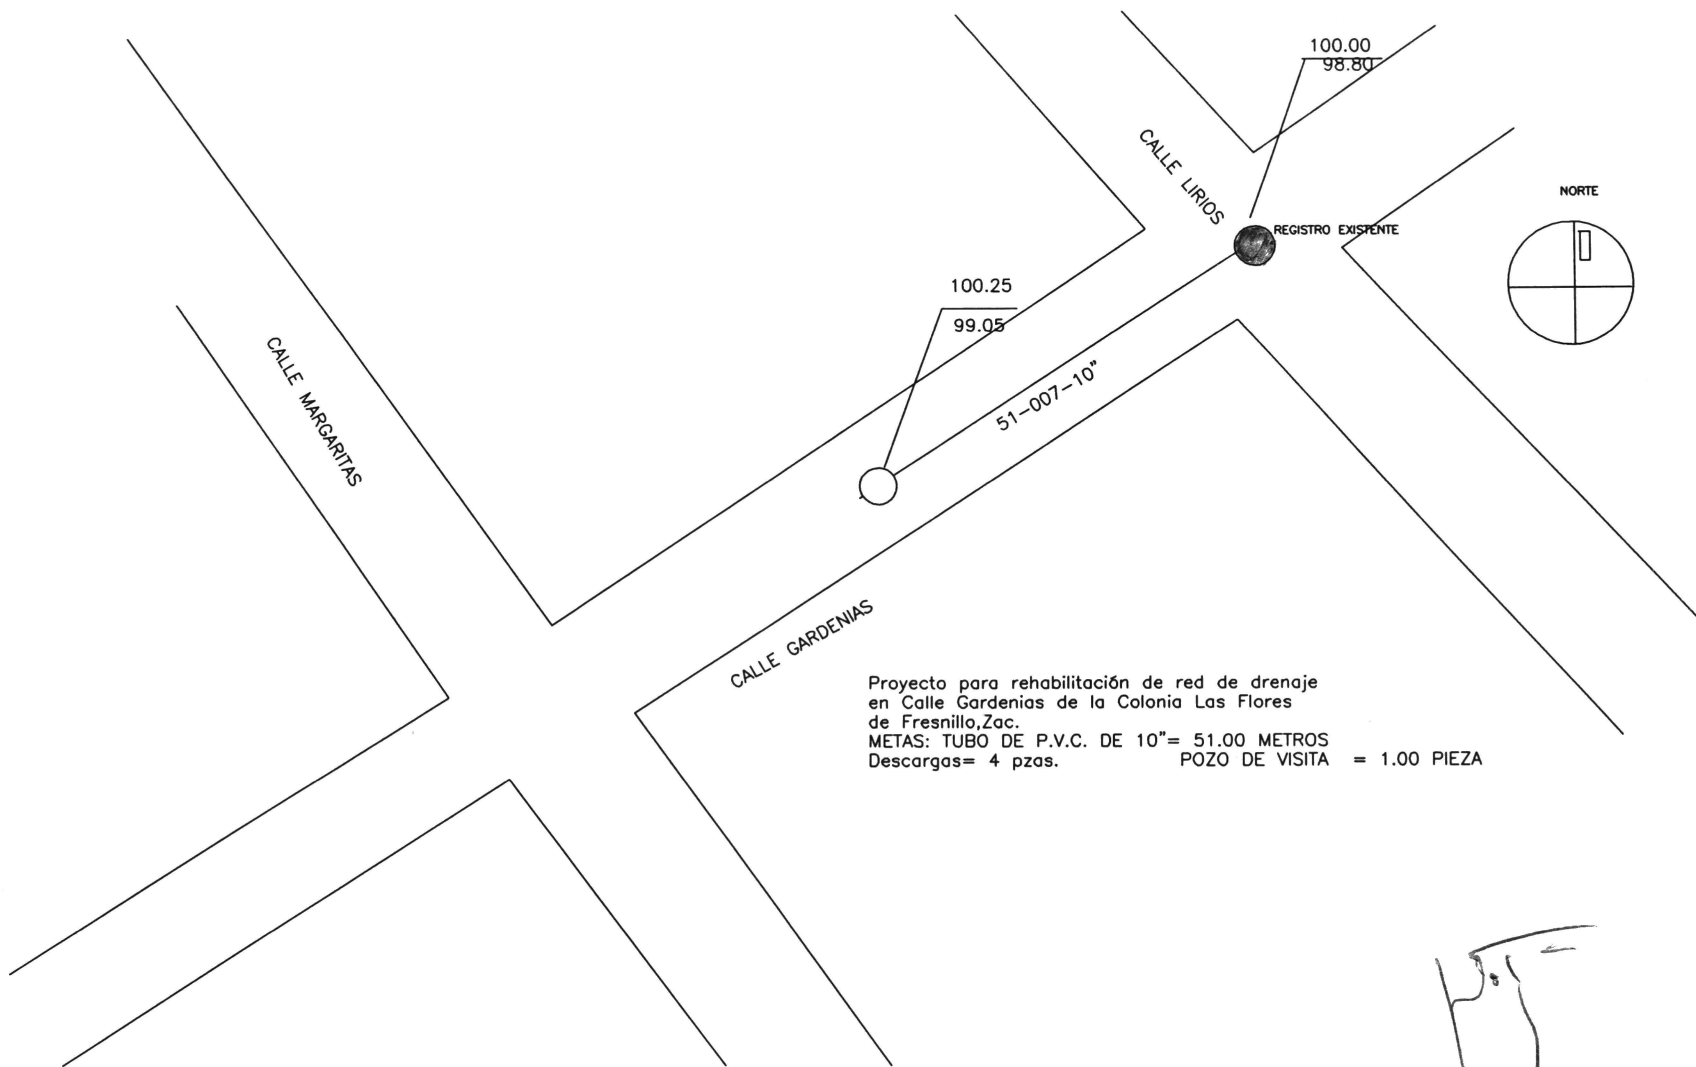 100.00
98.80
CALLE LIRIOS
NORTE
REGISTRO EXISTENTE
100.25
99.05
CALLE MARGARITAS
51-007-10"
CALLE GARDENIAS
Proyecto para rehabilitación de red de drenaje
en Calle Gardenias de la Colonia Las Flores
de Fresnillo,Zac.
METAS: TUBO DE P.V.C. DE 10"= 51.00 METROS
Descargas= 4 pzas. POZO DE VISITA = 1.00 PIEZA